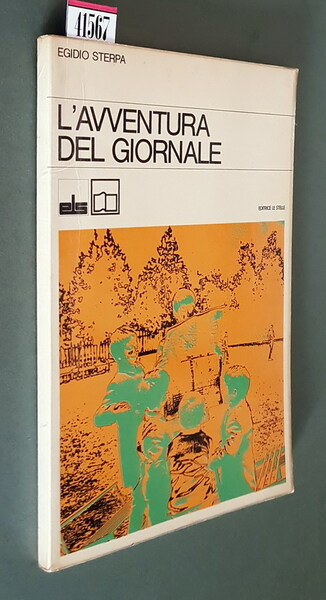 41567
EGIDIO STERPA
L'AVVENTURA
DEL GIORNALE
els
EDITRICE LE STELLE